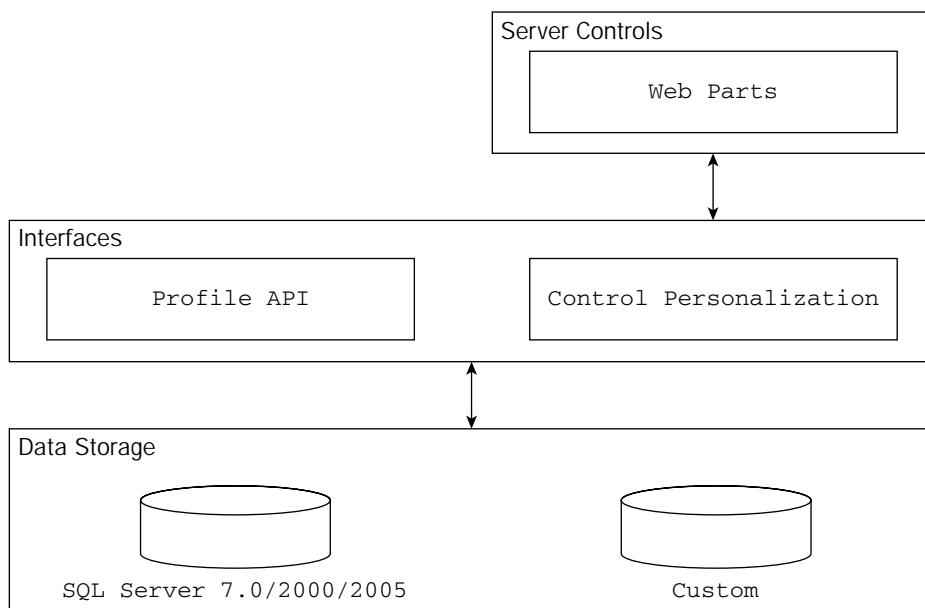 Server Controls
Web Parts
Interfaces
Profile API
Control Personalization
Data Storage
SQL Server 7.0/2000/2005
Custom